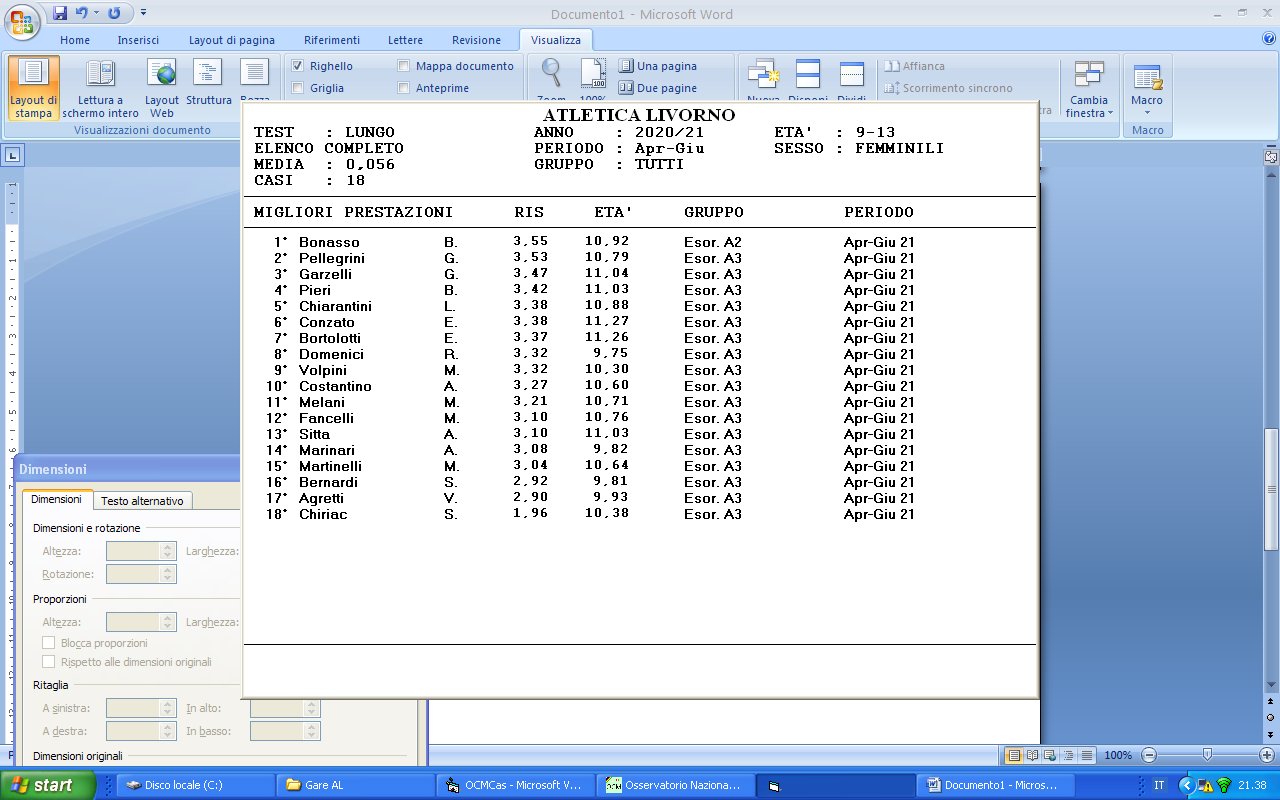 Documento1 - Microsoft Word
Home Inserisci Layout di pagina Riferimenti Lettere Revisione Visualizza
Layout di stampa
Lettura a schermo intero
Layout Web
Struttura
Righello
Griglia
Mappa documento
Anteprime
100
Una pagina
Due pagine
Affianca
Scorrimento sincrono
Cambia finestra
Macro
Visualizzazioni documento
Macro
ATLETICA LIVORNO
TEST : LUNGO ANNO : 2020/21 ETA' : 9-13
ELENCO COMPLETO PERIODO : Apr-Giu SESSO : FEMMINILI
MEDIA : 0,056 GRUPPO : TUTTI
CASI : 18
MIGLIORI PRESTAZIONI RIS ETA' GRUPPO PERIODO
1° Bonasso B. 3,55 10,92 Esor. A2 Apr-Giu 21
2° Pellegrini G. 3,53 10,79 Esor. A3 Apr-Giu 21
3° Garzelli G. 3,47 11,04 Esor. A3 Apr-Giu 21
4° Pieri B. 3,42 11,03 Esor. A3 Apr-Giu 21
5° Chiarantini L. 3,38 10,88 Esor. A3 Apr-Giu 21
6° Conzato E. 3,38 11,27 Esor. A3 Apr-Giu 21
7° Bortolotti E. 3,37 11,26 Esor. A3 Apr-Giu 21
8° Domenici R. 3,32 9,75 Esor. A3 Apr-Giu 21
9° Volpini M. 3,32 10,30 Esor. A3 Apr-Giu 21
10° Costantino A. 3,27 10,60 Esor. A3 Apr-Giu 21
11° Melani M. 3,21 10,71 Esor. A3 Apr-Giu 21
12° Fancelli M. 3,10 10,76 Esor. A3 Apr-Giu 21
13° Sitta A. 3,10 11,03 Esor. A3 Apr-Giu 21
14° Marinari A. 3,08 9,82 Esor. A3 Apr-Giu 21
15° Martinelli M. 3,04 10,64 Esor. A3 Apr-Giu 21
16° Bernardi S. 2,92 9,81 Esor. A3 Apr-Giu 21
17° Agretti V. 2,90 9,93 Esor. A3 Apr-Giu 21
18° Chiriac S. 1,96 10,38 Esor. A3 Apr-Giu 21
Dimensioni
Dimensioni Testo alternativo
Dimensioni e rotazione
Altezza: Larghezza:
Rotazione:
Proporzioni
Altezza: Larghezza:
Blocca proporzioni
Rispetto alle dimensioni originali
Ritaglia
A sinistra: In alto:
A destra: In basso:
Dimensioni originali
100%
start Disco locale (C:) Gare AL OCMCas - Microsoft V... Osservatorio Naziona... Documento1 - Micros... IT 21.38